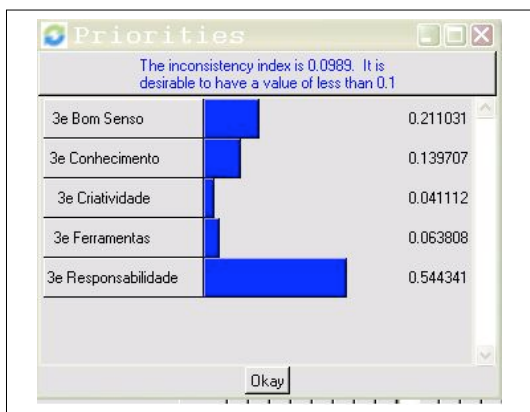 Priorities
The inconsistency index is 0.0989. It is
desirable to have a value of less than 0.1
3e Bom Senso 0.211031
3e Conhecimento 0.139707
3e Criatividade 0.041112
3e Ferramentas 0.063808
3e Responsabilidade 0.544341
Okay